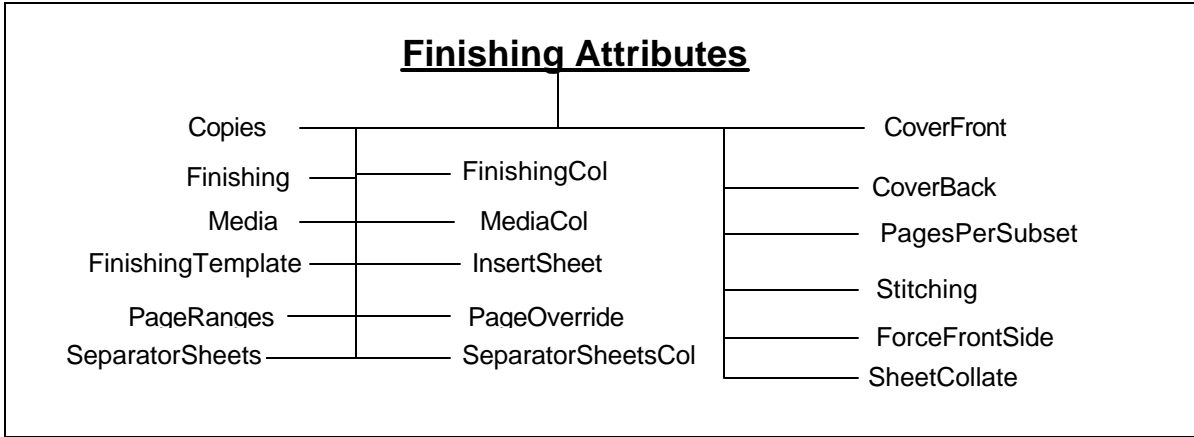 Finishing Attributes
Copies
CoverFront
Finishing
FinishingCol
CoverBack
Media
MediaCol
PagesPerSubset
FinishingTemplate
InsertSheet
Stitching
PageRanges
PageOverride
ForceFrontSide
SeparatorSheets
SeparatorSheetsCol
SheetCollate